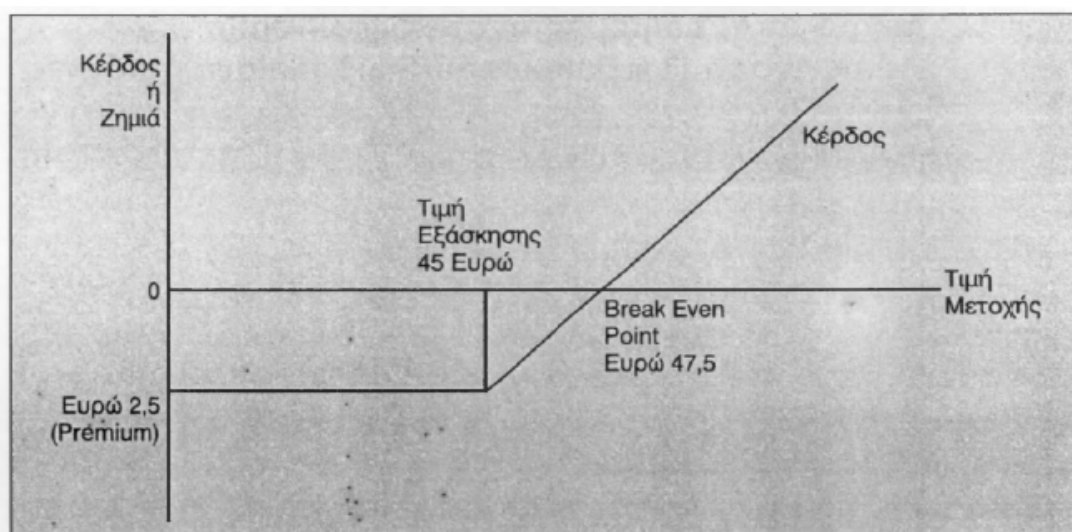 Κέρδος
ή
Ζημιά
Κέρδος
Τιμή
Εξάσκησης
45 Ευρώ
0
Τιμή
Μετοχής
Break Even
Point
Ευρώ 47,5
Ευρώ 2,5
(Prémium)